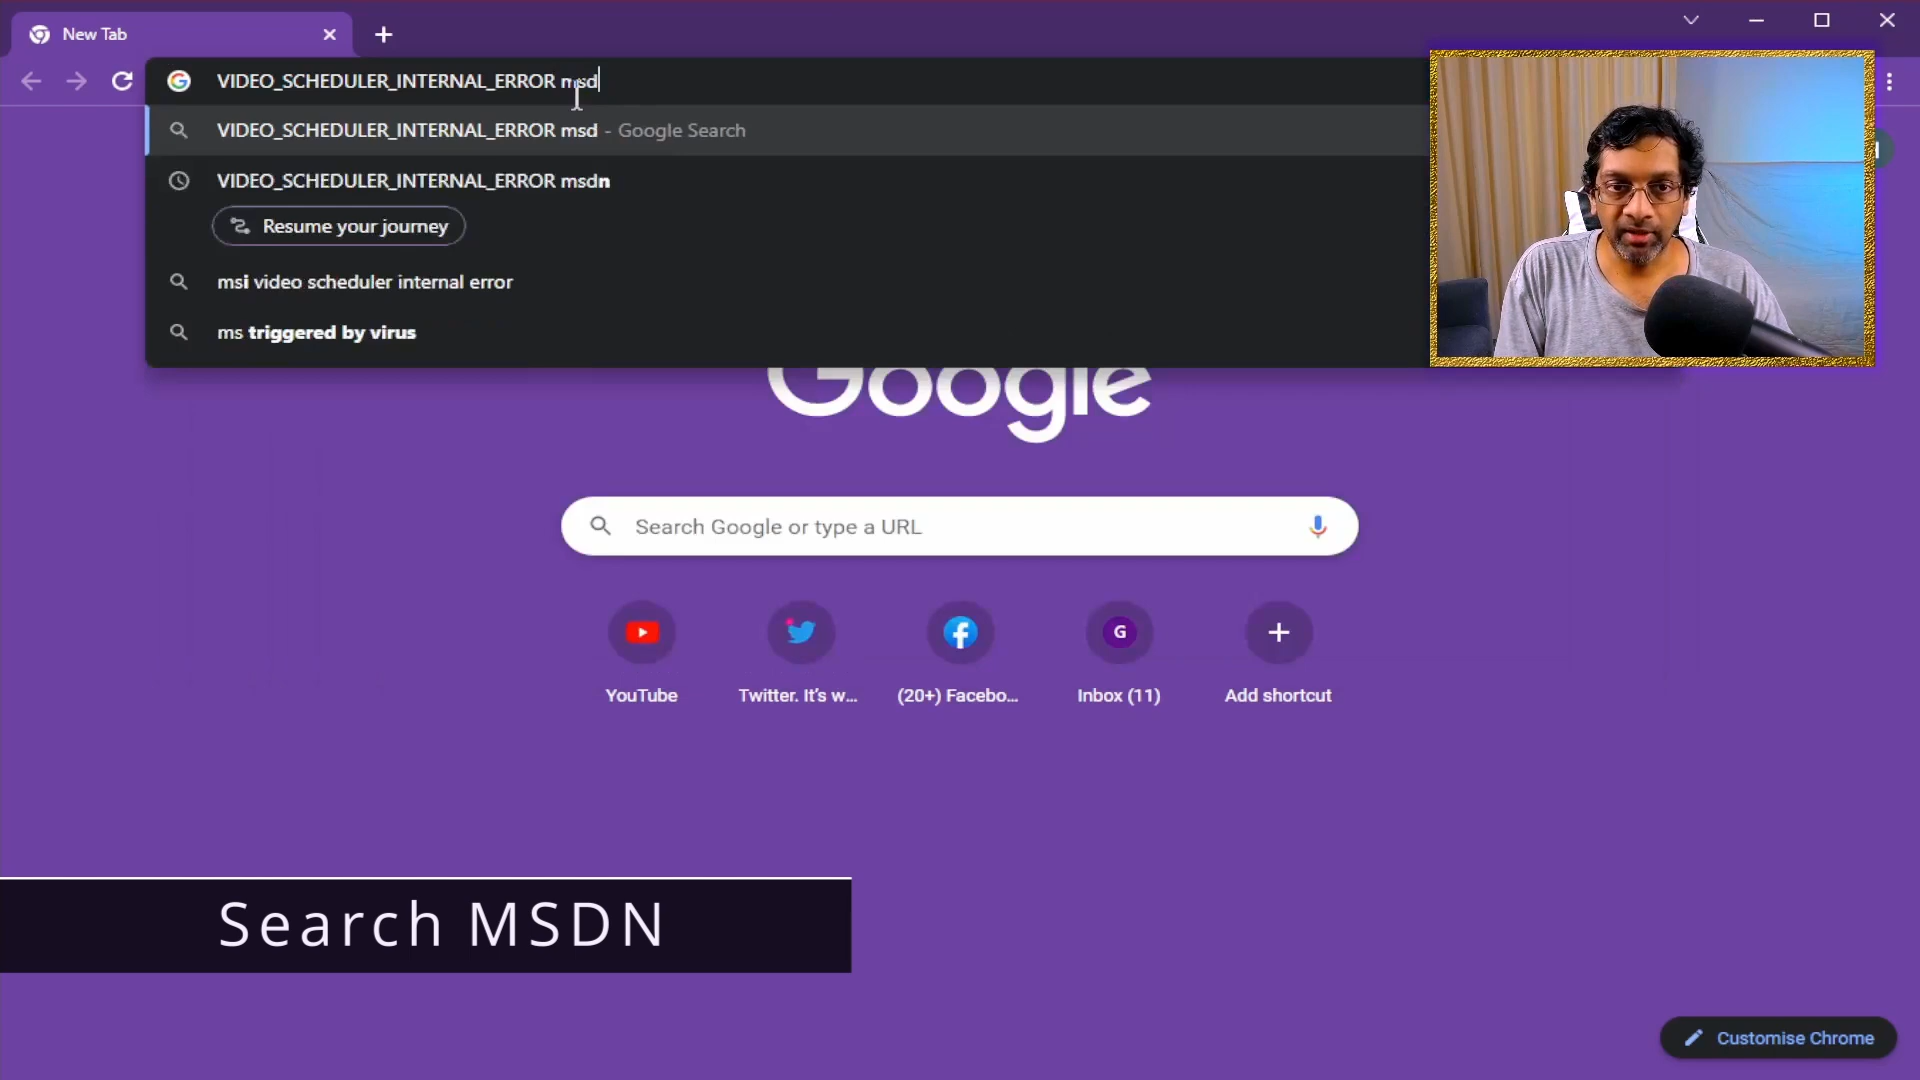 New Tab
VIDEO_SCHEDULER_INTERNAL_ERROR msd
VIDEO_SCHEDULER_INTERNAL_ERROR msd - Google Search
VIDEO_SCHEDULER_INTERNAL_ERROR msdn
Resume your journey
msi video scheduler internal error
ms triggered by virus
Google
Search Google or type a URL
G
YouTube
Twitter. It's w...
(20+) Facebo...
Inbox (11)
Add shortcut
Search MSDN
Customise Chrome